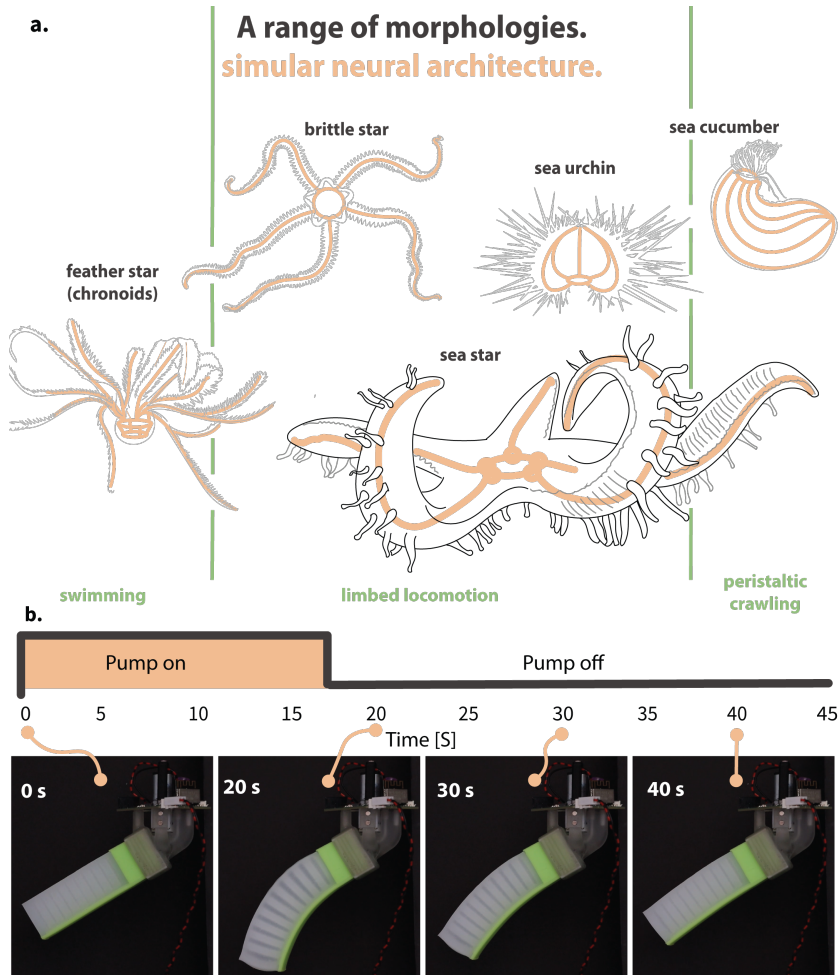 a.
A range of morphologies.
simular neural architecture.
brittle star
sea cucumber
sea urchin
feather star
(chronoids)
sea star
swimming
limbed locomotion
peristaltic
crawling
b.
Pump on
Pump off
0 5 10 15 20 25 30 35 40 45
Time [S]
0 s
20 s
30 s
40 s